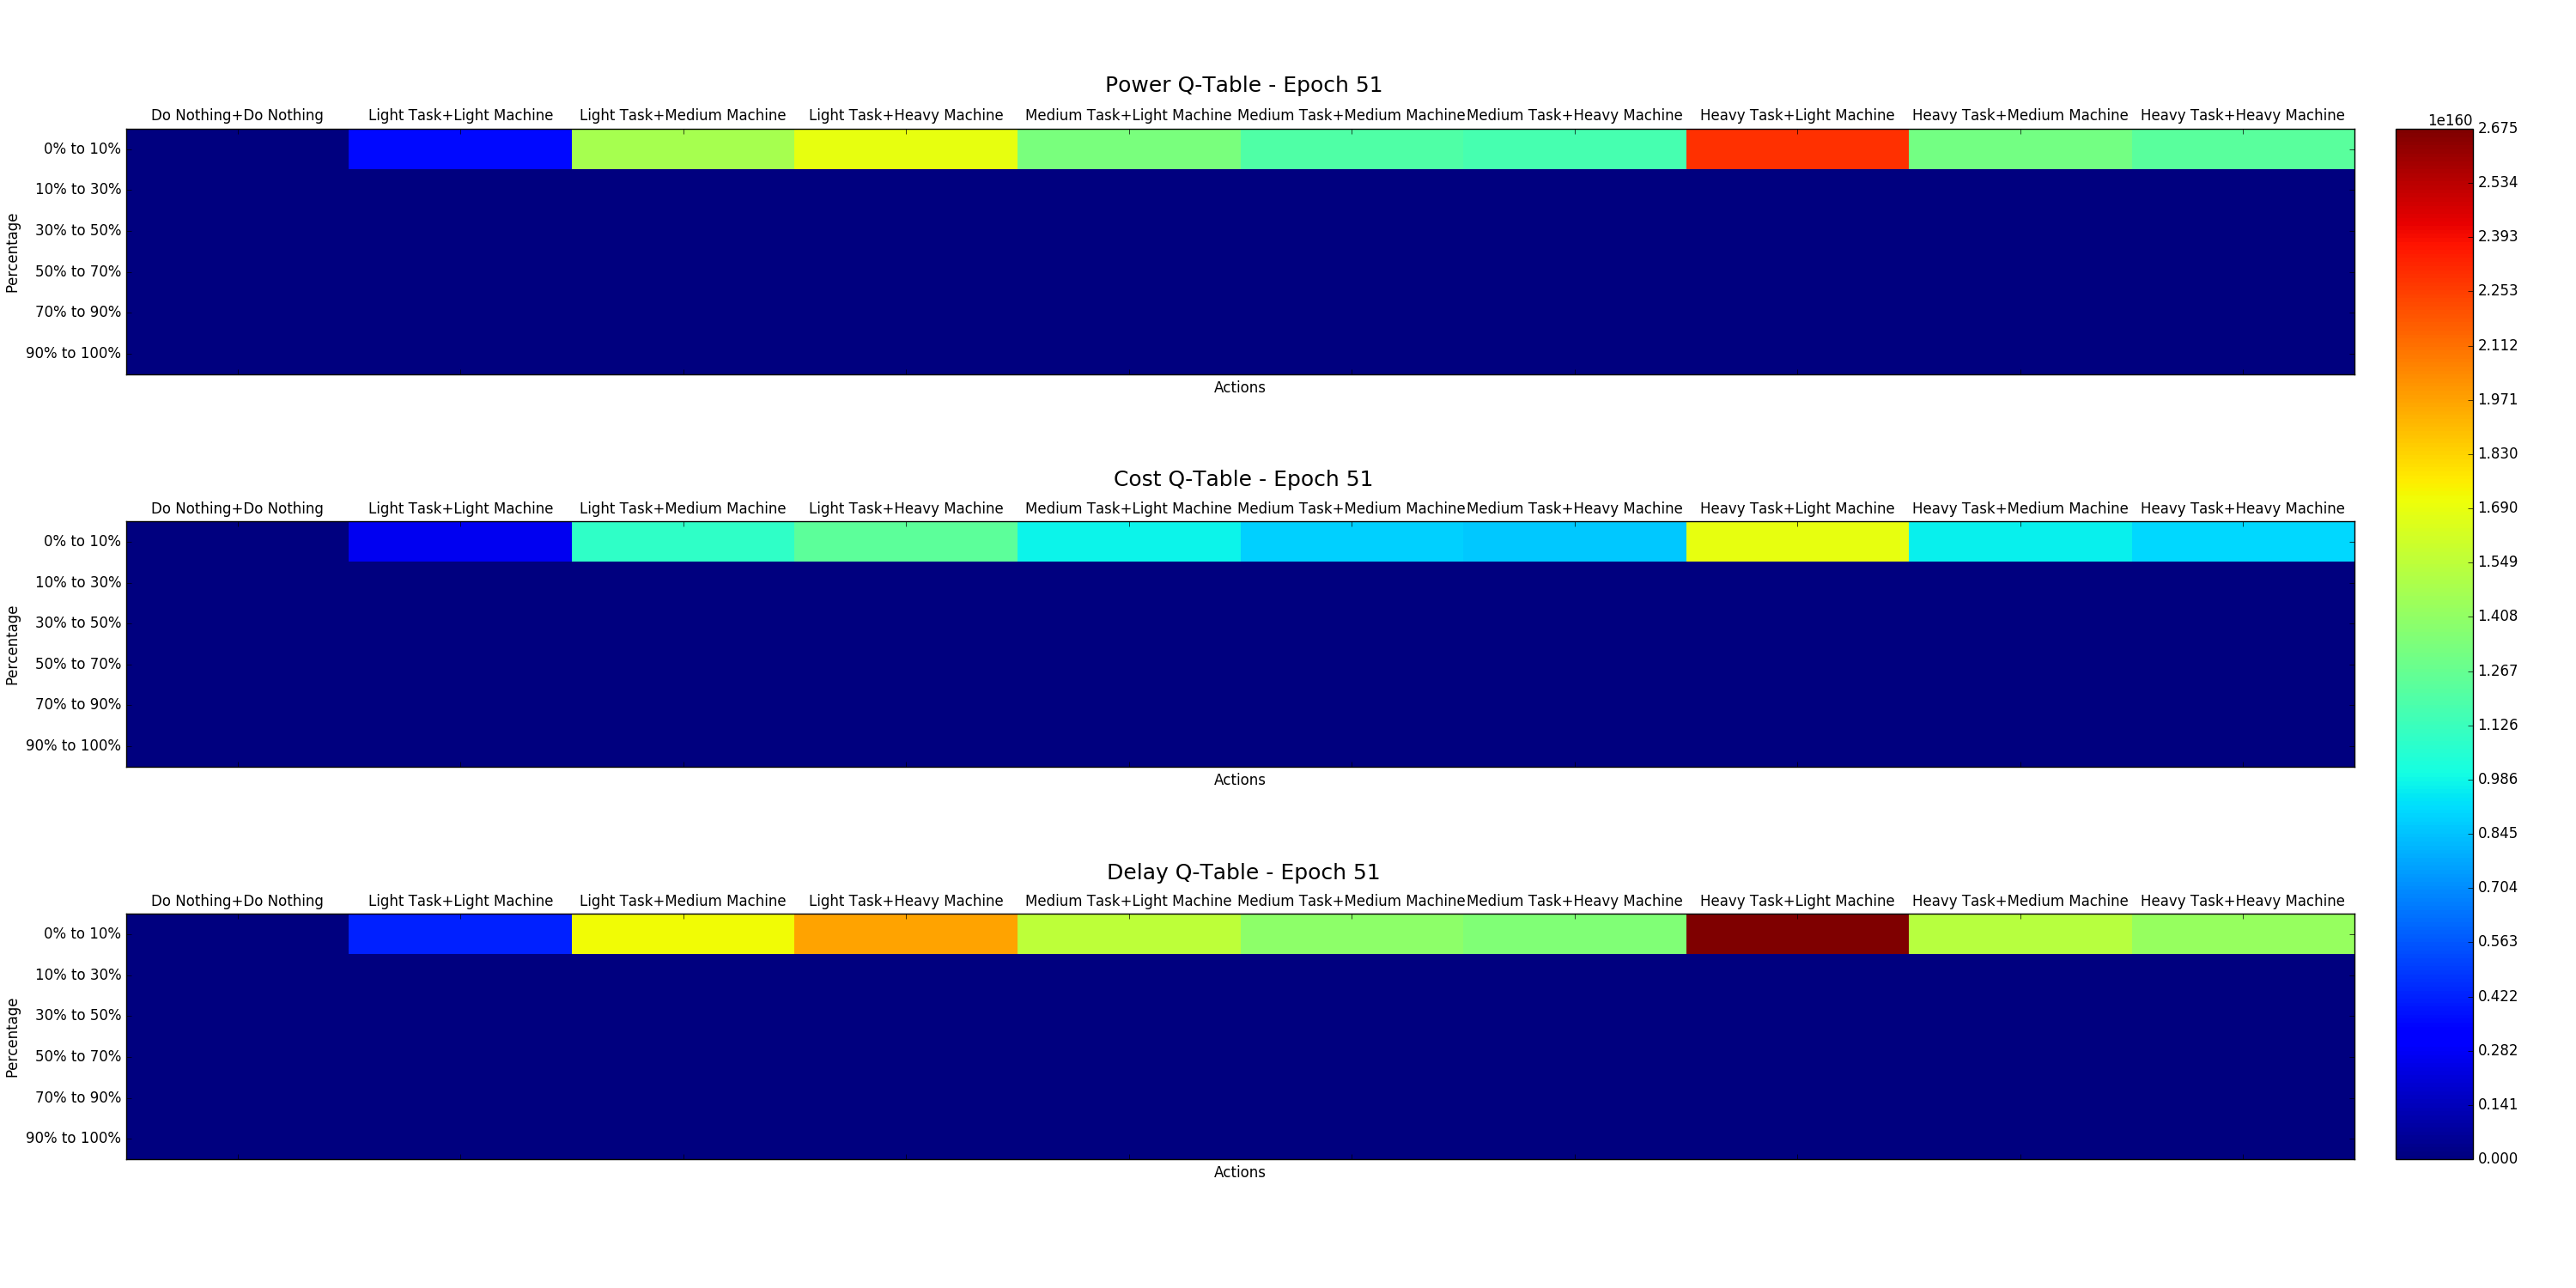 Power Q-Table - Epoch 51
Do Nothing+Do Nothing Light Task+Light Machine Light Task+Medium Machine Light Task+Heavy Machine Medium Task+Light Machine Medium Task+Medium Machine Medium Task+Heavy Machine Heavy Task+Light Machine Heavy Task+Medium Machine Heavy Task+Heavy Machine
Percentage
0% to 10%
10% to 30%
30% to 50%
50% to 70%
70% to 90%
90% to 100%
Actions
Cost Q-Table - Epoch 51
Do Nothing+Do Nothing Light Task+Light Machine Light Task+Medium Machine Light Task+Heavy Machine Medium Task+Light Machine Medium Task+Medium Machine Medium Task+Heavy Machine Heavy Task+Light Machine Heavy Task+Medium Machine Heavy Task+Heavy Machine
Percentage
0% to 10%
10% to 30%
30% to 50%
50% to 70%
70% to 90%
90% to 100%
Actions
Delay Q-Table - Epoch 51
Do Nothing+Do Nothing Light Task+Light Machine Light Task+Medium Machine Light Task+Heavy Machine Medium Task+Light Machine Medium Task+Medium Machine Medium Task+Heavy Machine Heavy Task+Light Machine Heavy Task+Medium Machine Heavy Task+Heavy Machine
Percentage
0% to 10%
10% to 30%
30% to 50%
50% to 70%
70% to 90%
90% to 100%
Actions
1e160
2.675
2.534
2.393
2.253
2.112
1.971
1.830
1.690
1.549
1.408
1.267
1.126
0.986
0.845
0.704
0.563
0.422
0.282
0.141
0.000